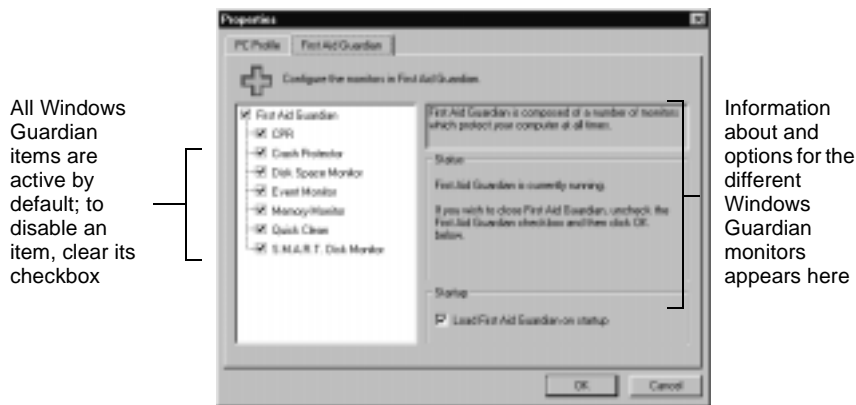 Properties
PC Profile
First Aid Guardian
Configure the monitors in First Aid Guardian.
All Windows
Guardian
items are
active by
default; to
disable an
item, clear its
checkbox
First Aid Guardian
CPR
Crash Protector
Disk Space Monitor
Event Monitor
Memory Monitor
Quick Clean
S.M.A.R.T. Disk Monitor
First Aid Guardian is composed of a number of monitors
which protect your computer at all times.
Status
First Aid Guardian is currently running.
If you wish to close First Aid Guardian, uncheck the
First Aid Guardian checkbox and then click OK
below.
Startup
Load First Aid Guardian on startup
OK
Cancel
Information
about and
options for the
different
Windows
Guardian
monitors
appears here